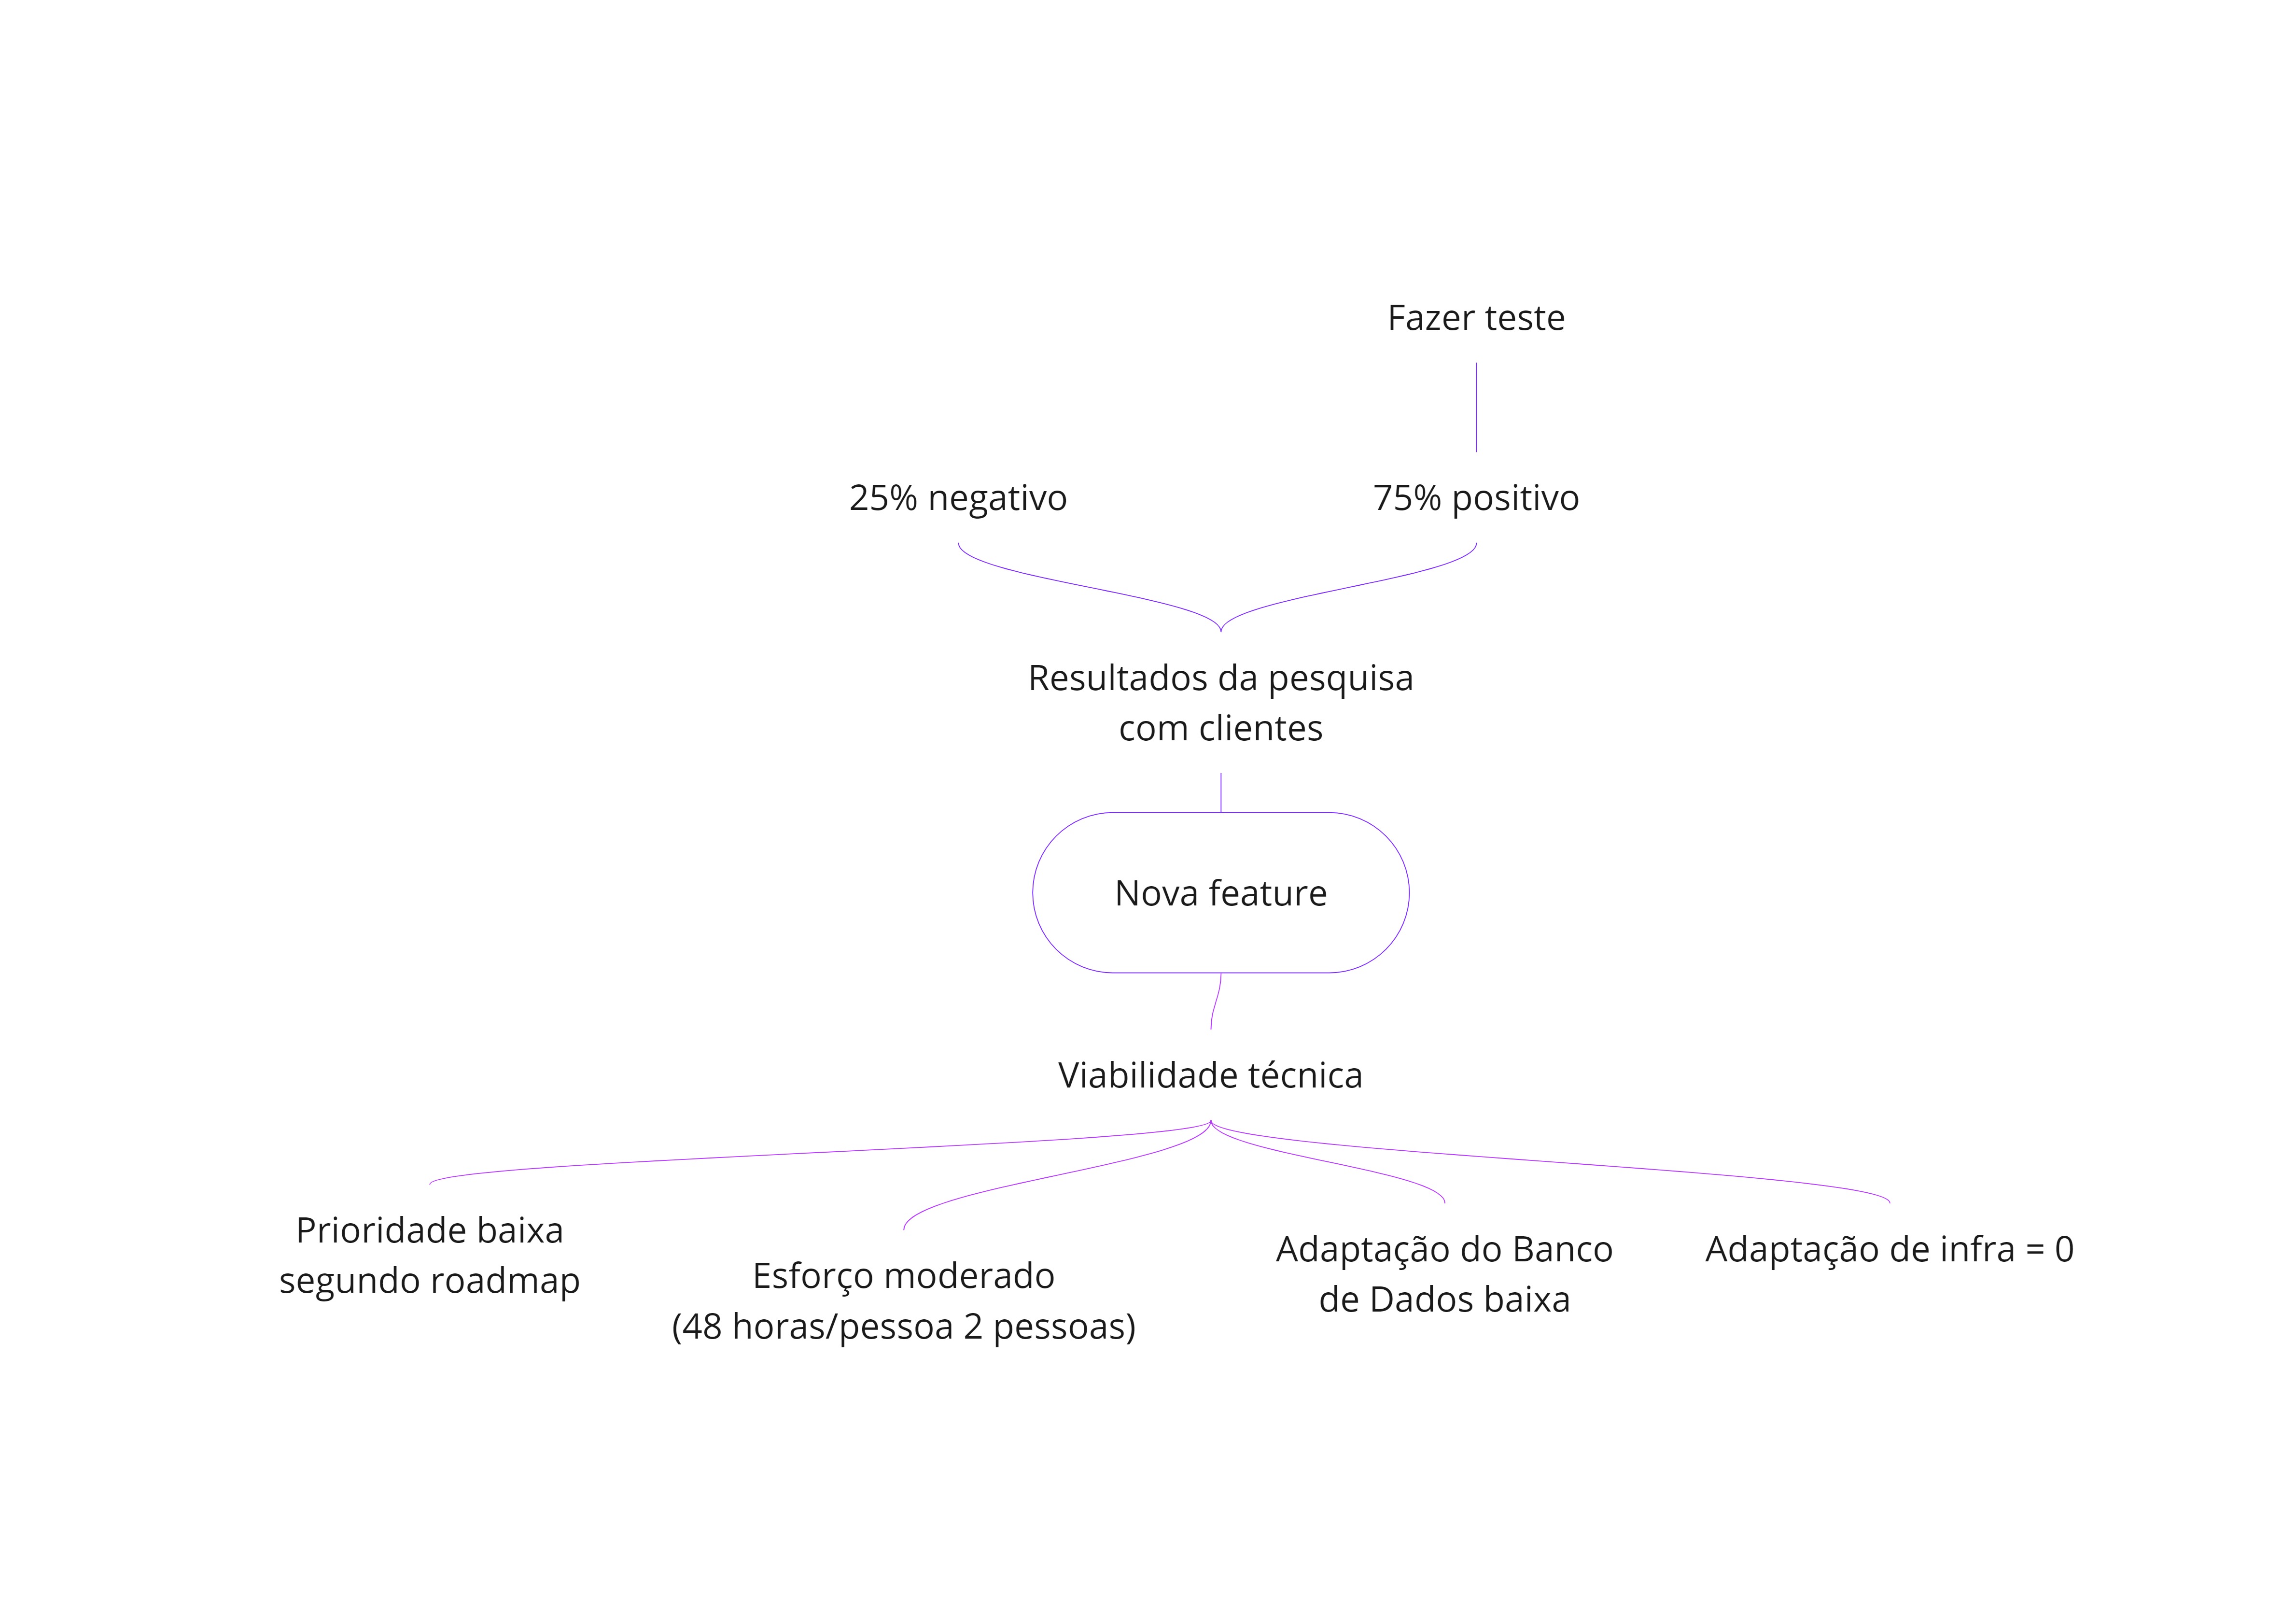 Fazer teste
25% negativo
75% positivo
Resultados da pesquisa
com clientes
Nova feature
Viabilidade técnica
Prioridade baixa
segundo roadmap
Esforço moderado
(48 horas/pessoa 2 pessoas)
Adaptação do Banco
de Dados baixa
Adaptação de infra = 0